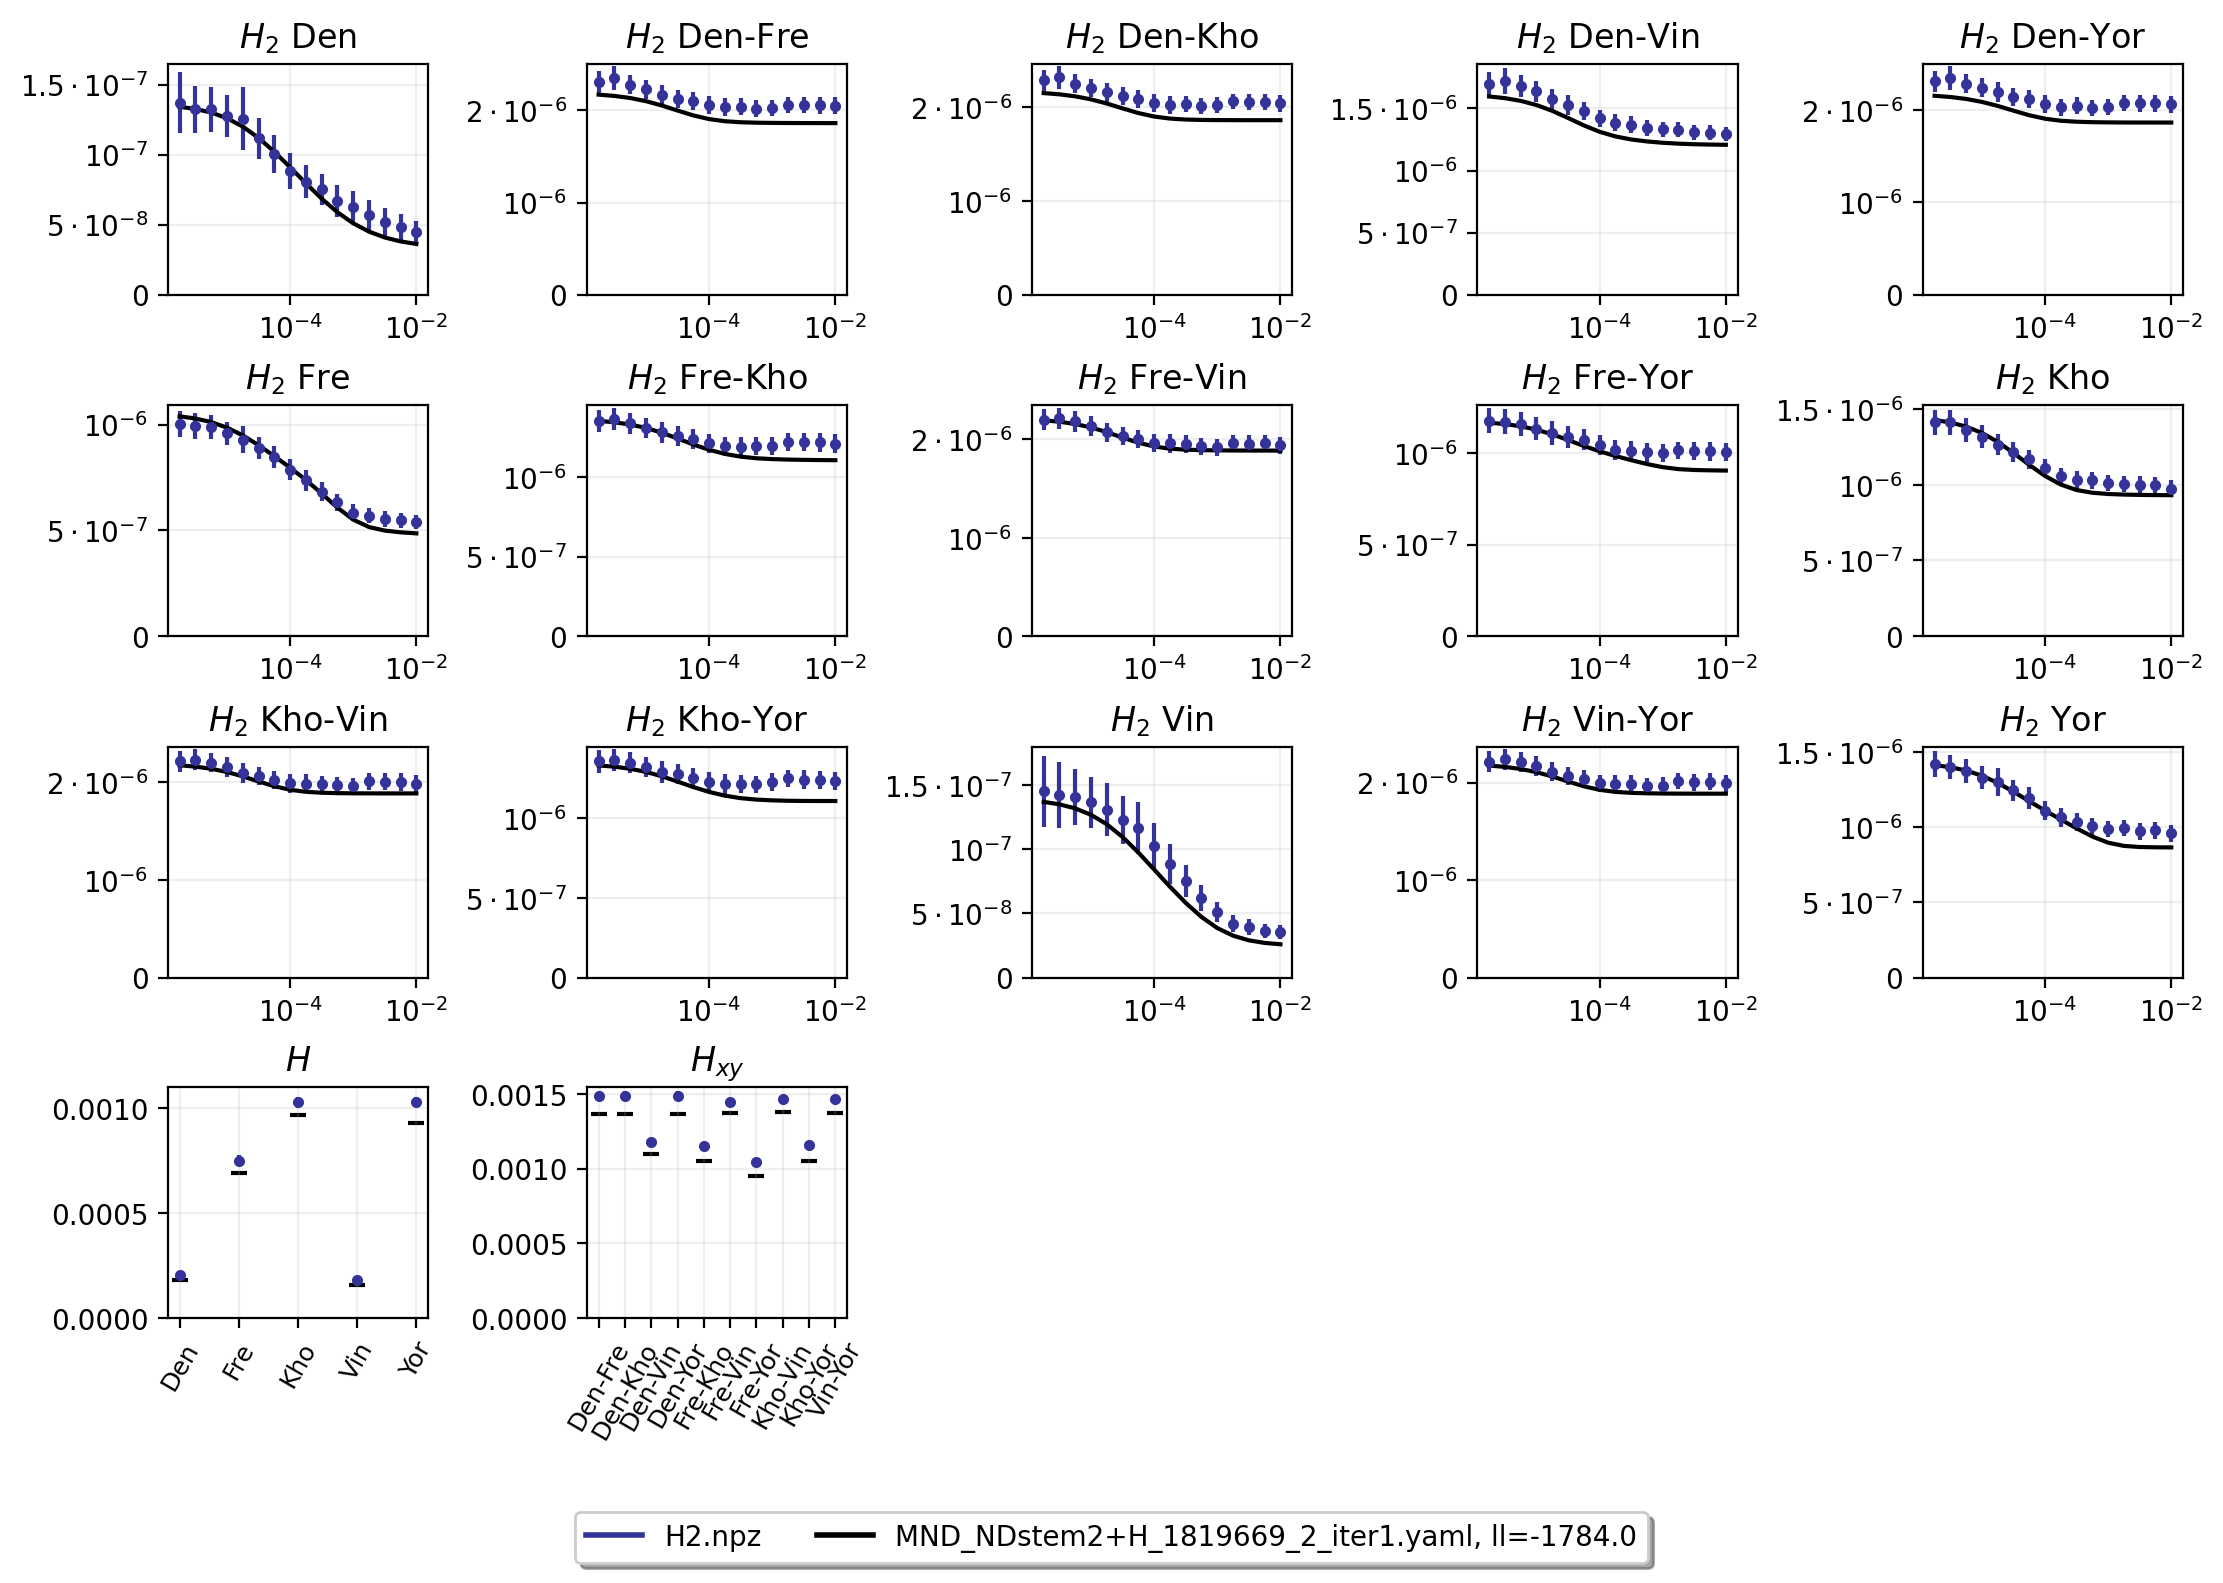 H₂ Den
H₂ Den-Fre
H₂ Den-Kho
H₂ Den-Vin
H₂ Den-Yor
1.5·10⁻⁷
10⁻⁷
5·10⁻⁸
0
10⁻⁴ 10⁻²
2·10⁻⁶
10⁻⁶
0
10⁻⁴ 10⁻²
2·10⁻⁶
10⁻⁶
0
10⁻⁴ 10⁻²
1.5·10⁻⁶
10⁻⁶
5·10⁻⁷
0
10⁻⁴ 10⁻²
2·10⁻⁶
10⁻⁶
0
10⁻⁴ 10⁻²
H₂ Fre
H₂ Fre-Kho
H₂ Fre-Vin
H₂ Fre-Yor
H₂ Kho
10⁻⁶
5·10⁻⁷
0
10⁻⁴ 10⁻²
10⁻⁶
5·10⁻⁷
0
10⁻⁴ 10⁻²
2·10⁻⁶
10⁻⁶
0
10⁻⁴ 10⁻²
10⁻⁶
5·10⁻⁷
0
10⁻⁴ 10⁻²
1.5·10⁻⁶
10⁻⁶
5·10⁻⁷
0
10⁻⁴ 10⁻²
H₂ Kho-Vin
H₂ Kho-Yor
H₂ Vin
H₂ Vin-Yor
H₂ Yor
2·10⁻⁶
10⁻⁶
0
10⁻⁴ 10⁻²
10⁻⁶
5·10⁻⁷
0
10⁻⁴ 10⁻²
1.5·10⁻⁷
10⁻⁷
5·10⁻⁸
0
10⁻⁴ 10⁻²
2·10⁻⁶
10⁻⁶
0
10⁻⁴ 10⁻²
1.5·10⁻⁶
10⁻⁶
5·10⁻⁷
0
10⁻⁴ 10⁻²
H
0.0010
0.0005
0.0000
Den
Fre
Kho
Vin
Yor
Hxy
0.0015
0.0010
0.0005
0.0000
Den-Fre
Den-Kho
Den-Vin
Den-Yor
Fre-Kho
Fre-Vin
Fre-Yor
Kho-Vin
Kho-Yor
Vin-Yor
H2.npz
MND_NDstem2+H_1819669_2_iter1.yaml, ll=-1784.0